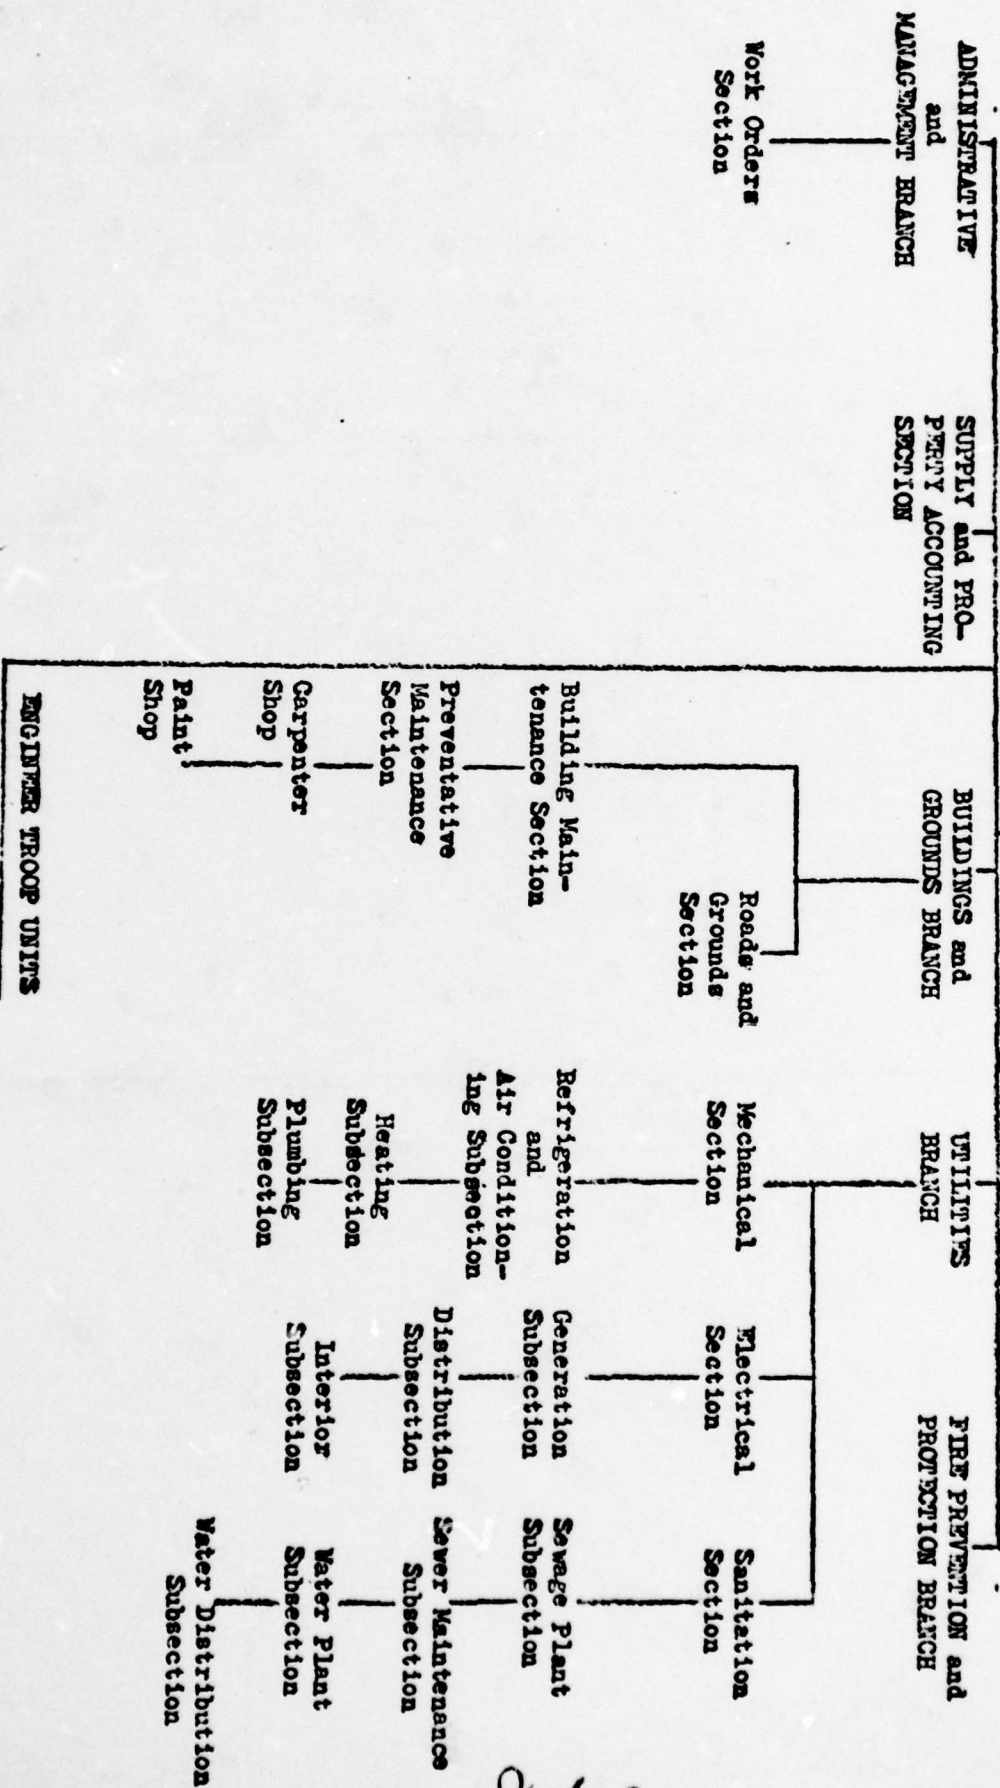 ADMINISTRATIVE
and
MANAGEMENT BRANCH
Work Orders
Section
SUPPLY and PRO-
PERTY ACCOUNTING
SECTION
BUILDINGS and
GROUNDS BRANCH
Roads and
Grounds
Section
Building Main-
tenance Section
Preventative
Maintenance
Section
Carpenter
Shop
Paint
Shop
UTILITIES
BRANCH
Mechanical
Section
Refrigeration
and
Air Condition-
ing Subsection
Heating
Subsection
Plumbing
Subsection
Electrical
Section
Generation
Subsection
Distribution
Subsection
Interior
Subsection
Sanitation
Section
Sewage Plant
Subsection
Sewer Maintenance
Subsection
Water Plant
Subsection
Water Distribution
Subsection
FIRE PREVENTION and
PROTECTION BRANCH
ENGINEER TROOP UNITS